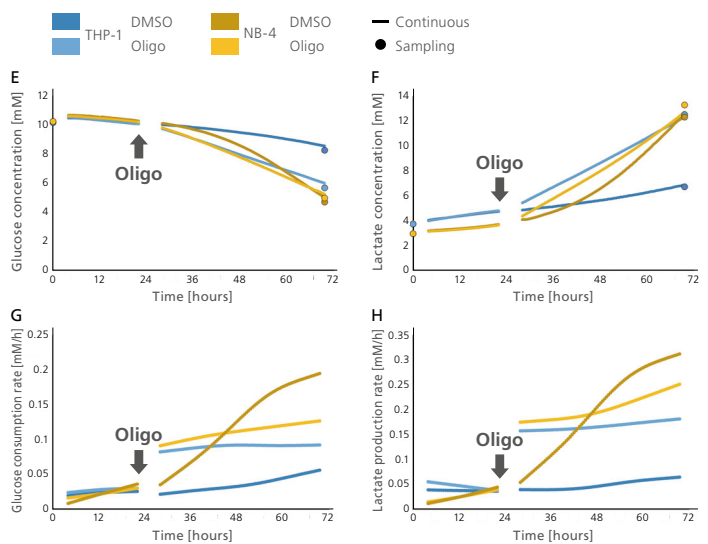 THP-1 DMSO Oligo
NB-4 DMSO Oligo
Continuous
Sampling
E
Glucose concentration [mM]
12
10
8
6
4
2
0
Oligo
0 12 24 36 48 60 72
Time [hours]
F
Lactate concentration [mM]
14
12
10
8
6
4
2
0
Oligo
0 12 24 36 48 60 72
Time [hours]
G
Glucose consumption rate [mM/h]
0.25
0.2
0.15
0.1
0.05
0
Oligo
0 12 24 36 48 60 72
Time [hours]
H
Lactate production rate [mM/h]
0.35
0.3
0.25
0.2
0.15
0.1
0.05
0
Oligo
0 12 24 36 48 60 72
Time [hours]